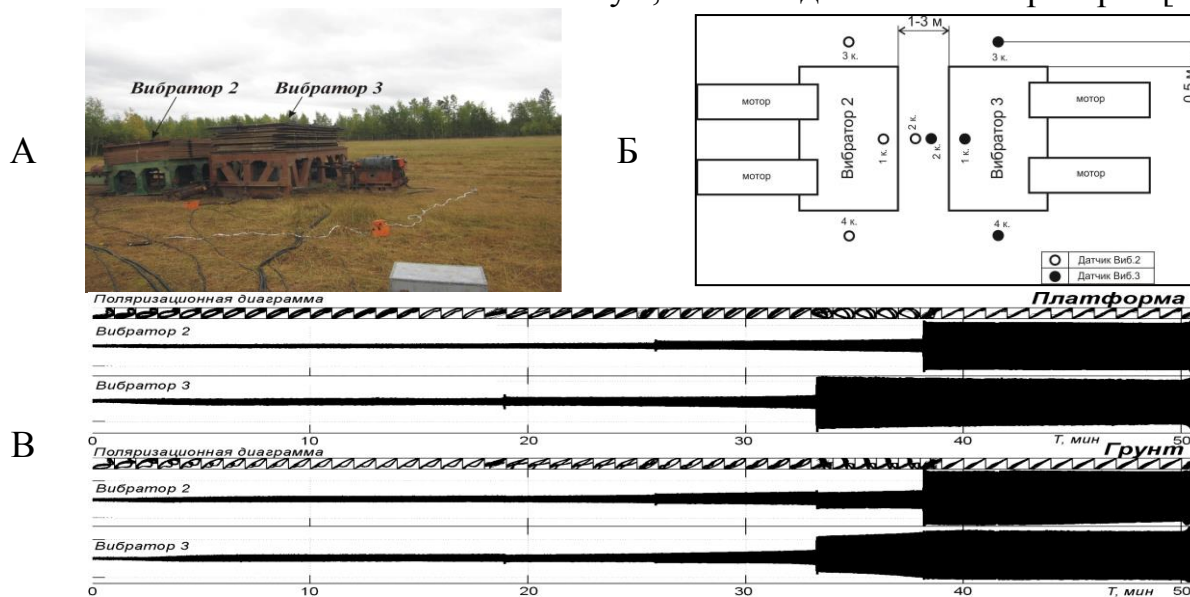 А
Вибратор 2
Вибратор 3
Б
1-3 м
3 к.
3 к.
0,5 м
мотор
мотор
Вибратор 2
1 к.
2 к.
2 к.
1 к.
Вибратор 3
мотор
мотор
4 к.
4 к.
Датчик Виб.2
Датчик Виб.3
В
Поляризационная диаграмма
Платформа
Вибратор 2
Вибратор 3
0 10 20 30 40 Т, мин 50
Поляризационная диаграмма
Грунт
Вибратор 2
Вибратор 3
0 10 20 30 40 Т, мин 50